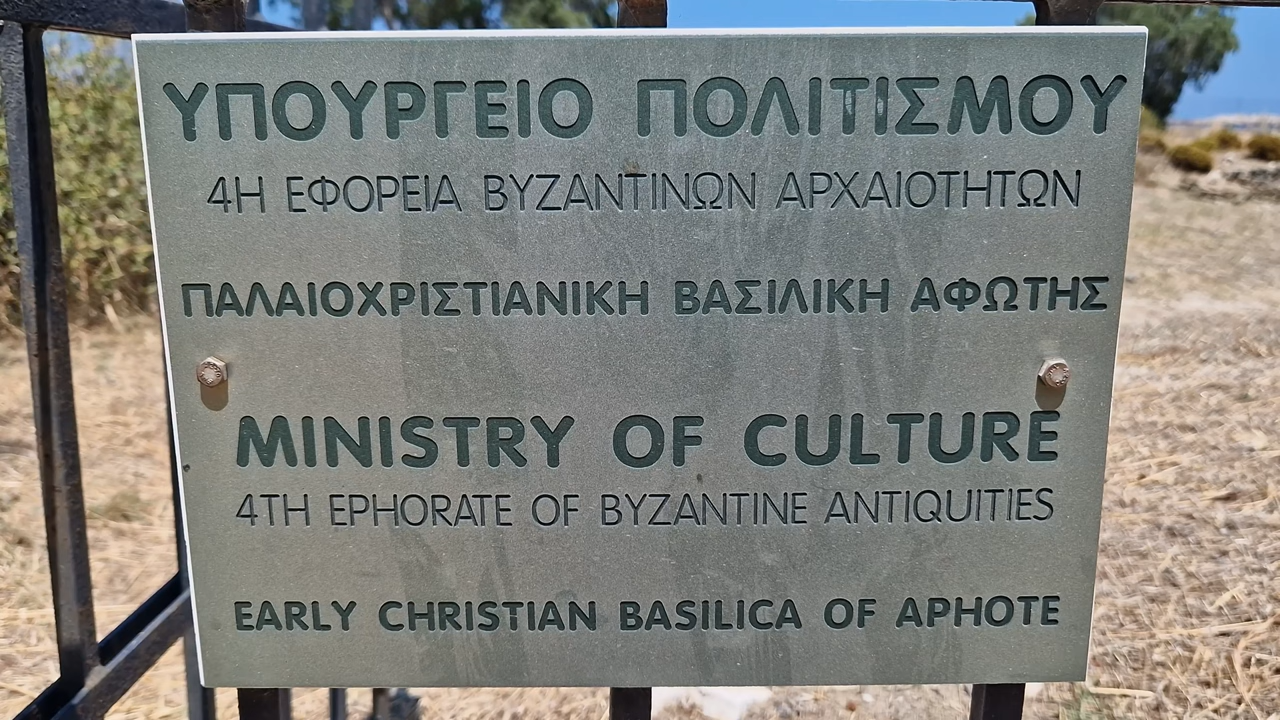 ΥΠΟΥΡΓΕΙΟ ΠΟΛΙΤΙΣΜΟΥ
4Η ΕΦΟΡΕΙΑ ΒΥΖΑΝΤΙΝΩΝ ΑΡΧΑΙΟΤΗΤΩΝ
ΠΑΛΑΙΟΧΡΙΣΤΙΑΝΙΚΗ ΒΑΣΙΛΙΚΗ ΑΦΩΤΗΣ
MINISTRY OF CULTURE
4TH EPHORATE OF BYZANTINE ANTIQUITIES
EARLY CHRISTIAN BASILICA OF APHOTE